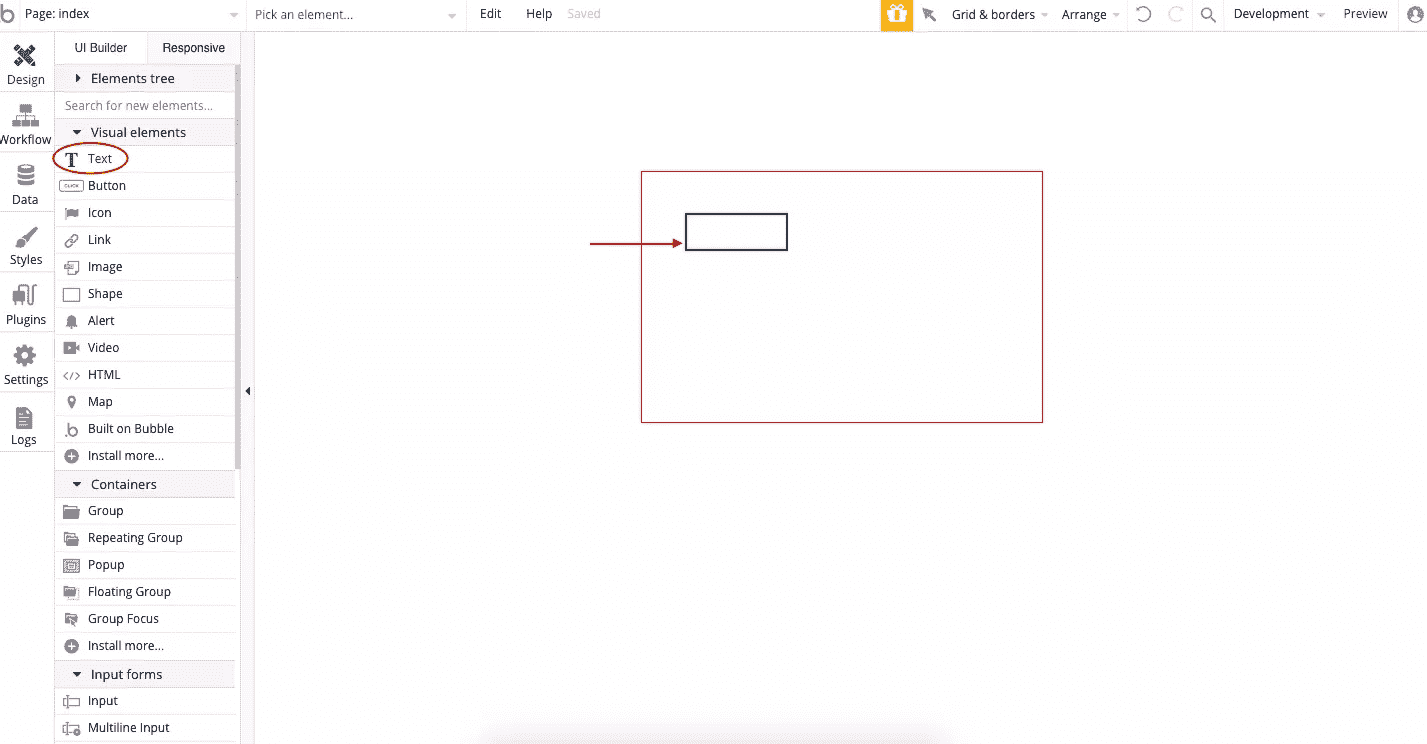 b Page: index Pick an element... Edit Help Saved Grid & borders Arrange Development Preview
UI Builder Responsive
Design
Elements tree
Search for new elements...
Workflow
Visual elements
T Text
CLICK Button
Data
Icon
Link
Styles
Image
Shape
Plugins
Alert
Video
Settings
</> HTML
Map
Logs
b Built on Bubble
Install more...
Containers
Group
Repeating Group
Popup
Floating Group
Group Focus
Install more...
Input forms
Input
Multiline Input